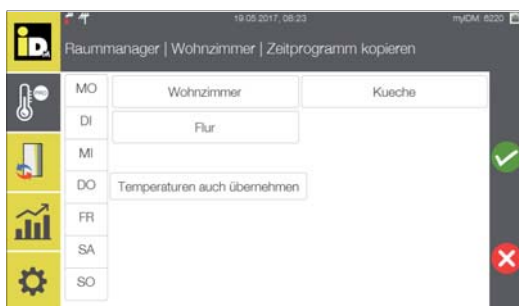 19.05.2017, 08:23
myIDM: 6220
iD.
Raummanager | Wohnzimmer | Zeitprogramm kopieren
PRO
MO
Wohnzimmer
Kueche
DI
Flur
MI
DO
Temperaturen auch übernehmen
FR
SA
SO